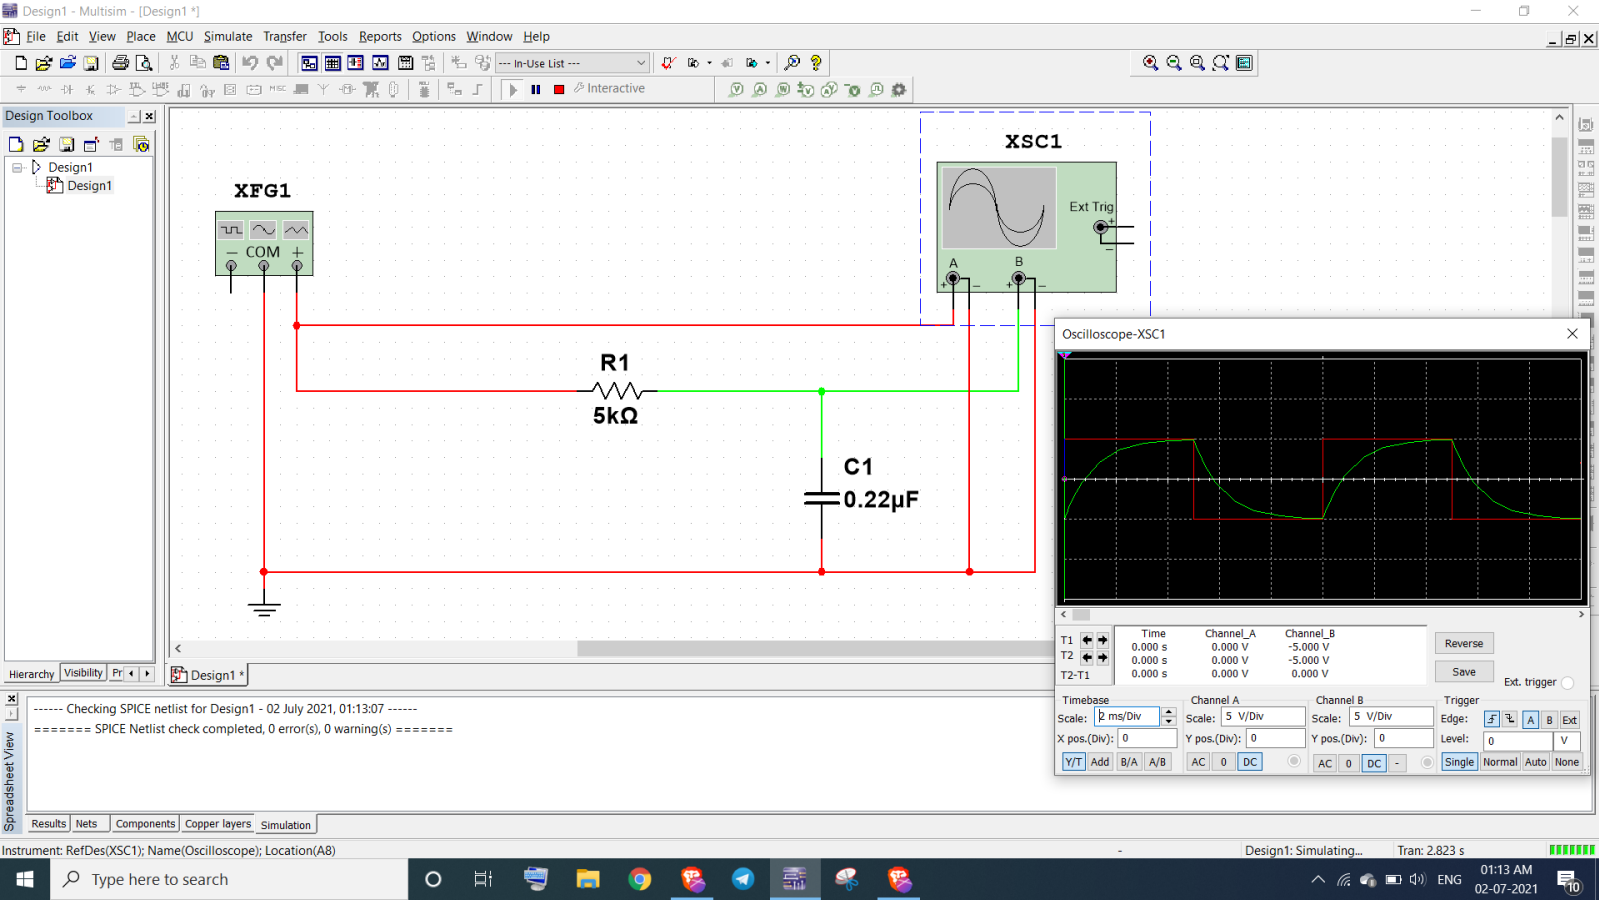 Design1 - Multisim - [Design1 *]
File Edit View Place MCU Simulate Transfer Tools Reports Options Window Help
--- In-Use List ---
Interactive
Design Toolbox
Design1
Design1
Hierarchy Visibility Pr
XFG1
− COM +
R1
5kΩ
C1
0.22µF
XSC1
Ext Trig
+
−
A B
+ − + −
Design1 *
Oscilloscope-XSC1
T1
T2
T2-T1
Time Channel_A Channel_B
0.000 s 0.000 V -5.000 V
0.000 s 0.000 V -5.000 V
0.000 s 0.000 V 0.000 V
Reverse
Save
Ext. trigger
Timebase Channel A Channel B Trigger
Scale: 2 ms/Div Scale: 5 V/Div Scale: 5 V/Div Edge: A B Ext
X pos.(Div): 0 Y pos.(Div): 0 Y pos.(Div): 0 Level: 0 V
Y/T Add B/A A/B AC 0 DC AC 0 DC - Single Normal Auto None
Spreadsheet View
------ Checking SPICE netlist for Design1 - 02 July 2021, 01:13:07 ------
======= SPICE Netlist check completed, 0 error(s), 0 warning(s) =======
Results Nets Components Copper layers Simulation
Instrument: RefDes(XSC1); Name(Oscilloscope); Location(A8) - Design1: Simulating... Tran: 2.823 s
Type here to search
ENG
01:13 AM
02-07-2021
10